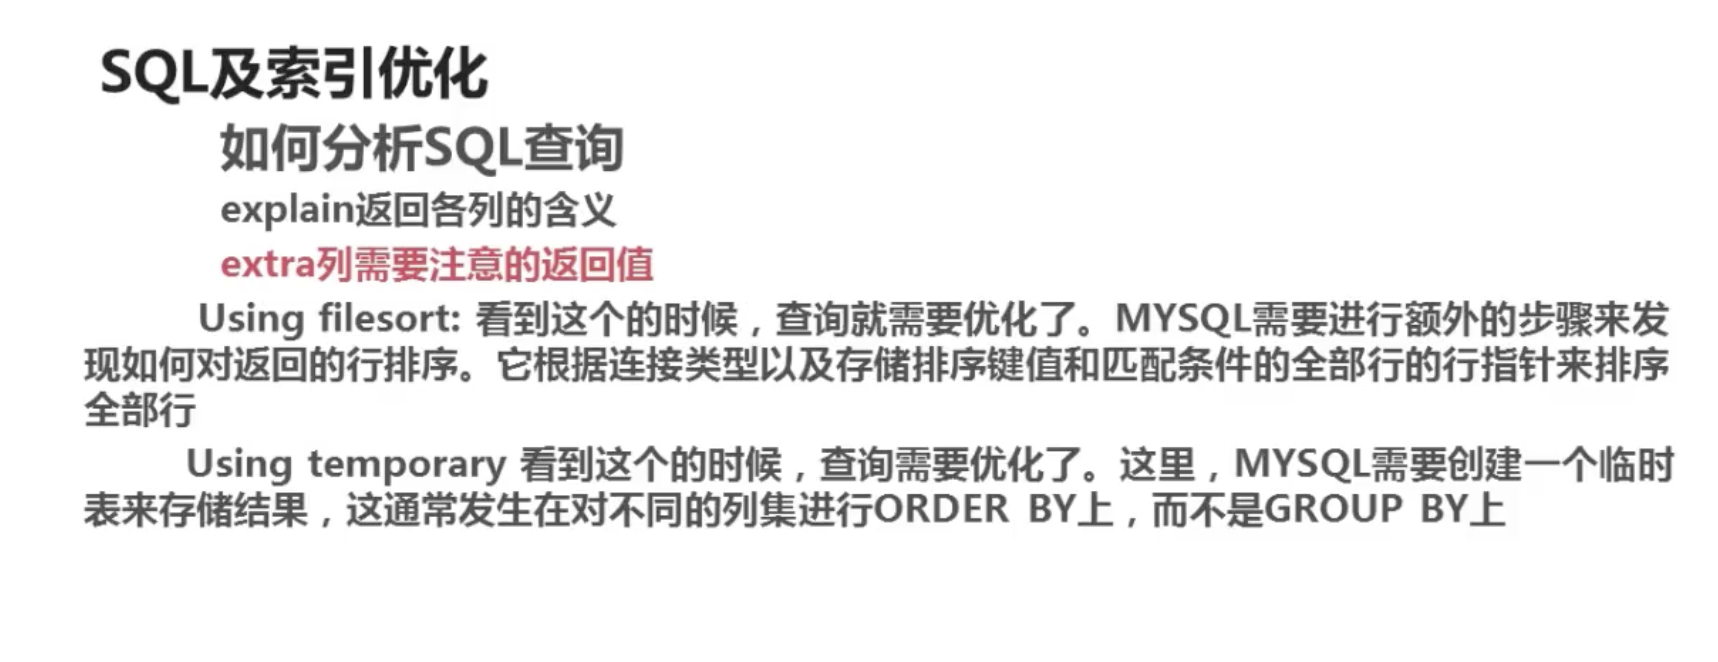 SQL及索引优化
如何分析SQL查询
explain返回各列的含义
extra列需要注意的返回值
Using filesort: 看到这个的时候，查询就需要优化了。MYSQL需要进行额外的步骤来发
现如何对返回的行排序。它根据连接类型以及存储排序键值和匹配条件的全部行的行指针来排序
全部行
Using temporary 看到这个的时候，查询需要优化了。这里，MYSQL需要创建一个临时
表来存储结果，这通常发生在对不同的列集进行ORDER BY上，而不是GROUP BY上